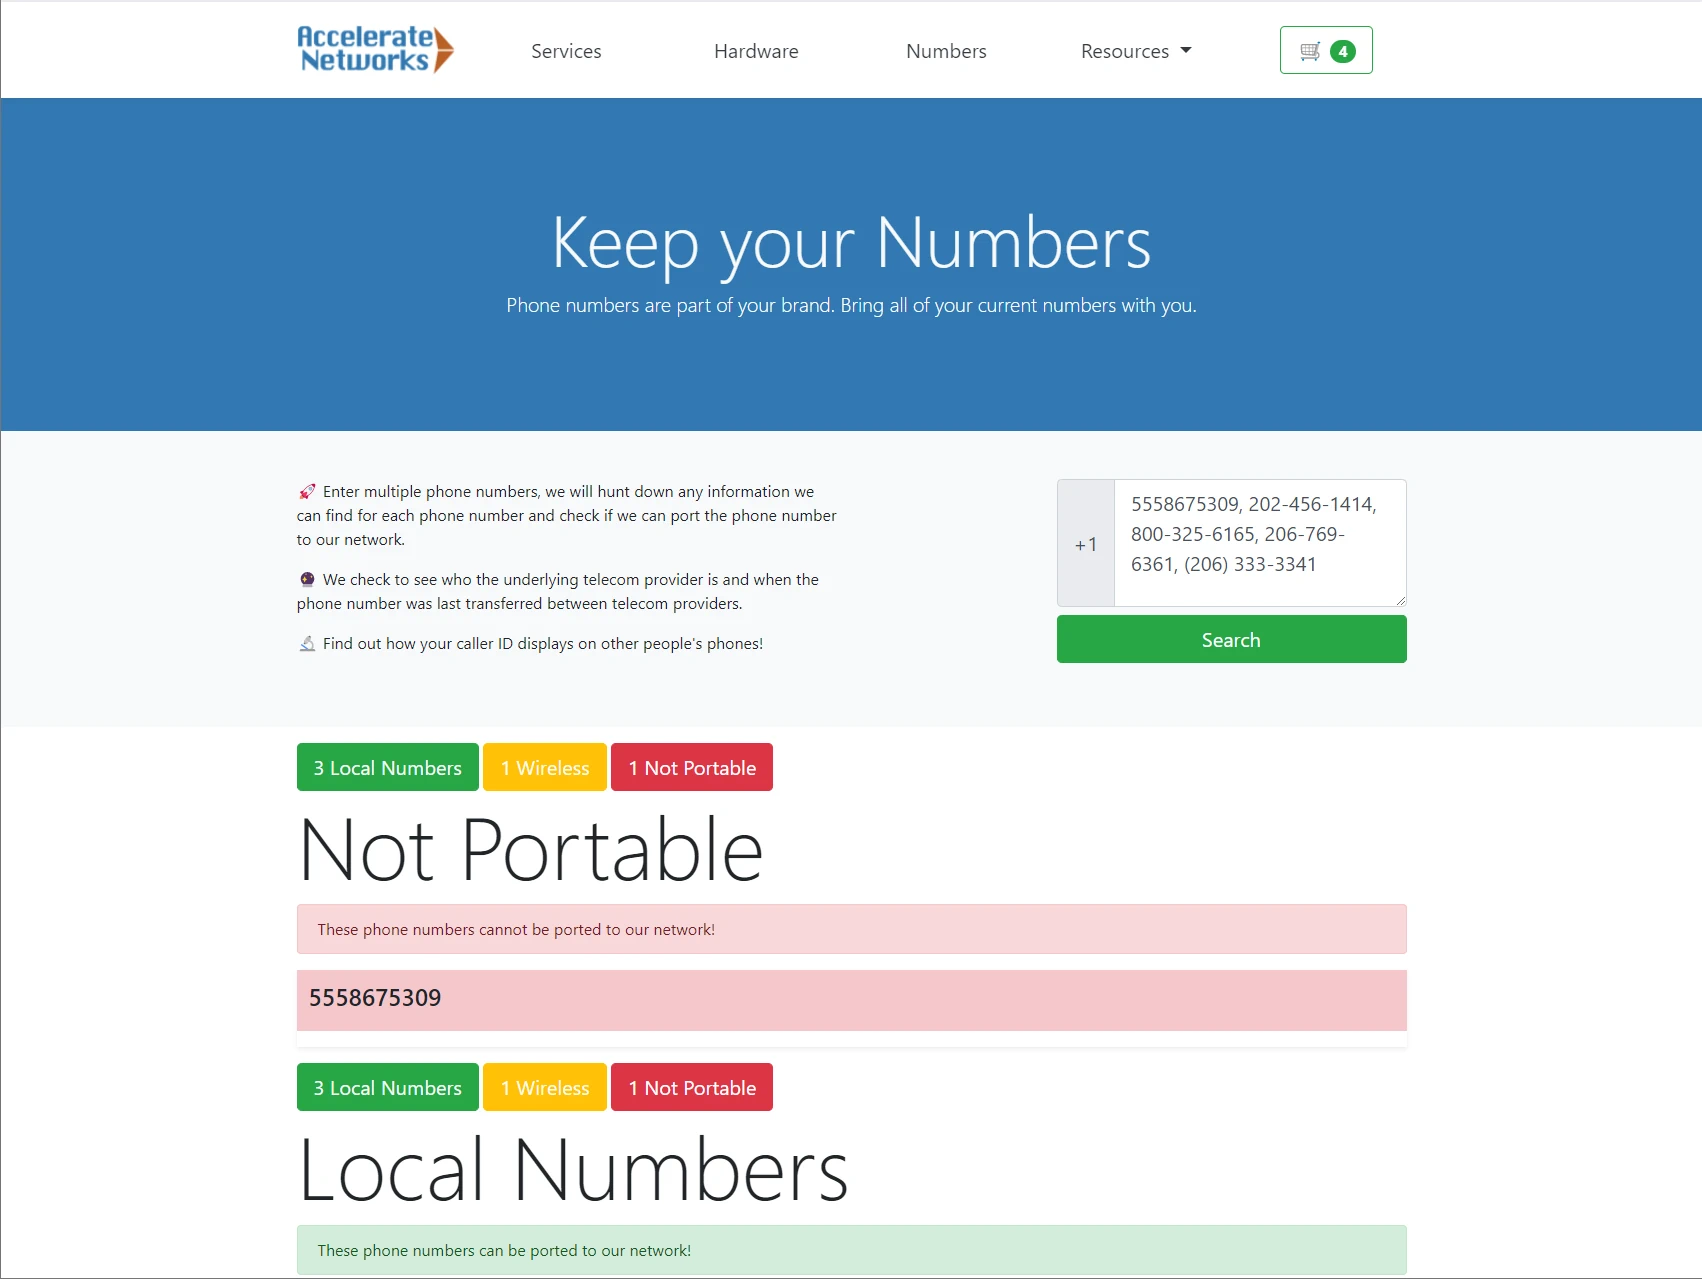 Accelerate
Networks
Services
Hardware
Numbers
Resources
4
Keep your Numbers
Phone numbers are part of your brand. Bring all of your current numbers with you.
Enter multiple phone numbers, we will hunt down any information we
can find for each phone number and check if we can port the phone number
to our network.
We check to see who the underlying telecom provider is and when the
phone number was last transferred between telecom providers.
Find out how your caller ID displays on other people's phones!
+1
5558675309, 202-456-1414,
800-325-6165, 206-769-
6361, (206) 333-3341
Search
3 Local Numbers
1 Wireless
1 Not Portable
Not Portable
These phone numbers cannot be ported to our network!
5558675309
3 Local Numbers
1 Wireless
1 Not Portable
Local Numbers
These phone numbers can be ported to our network!